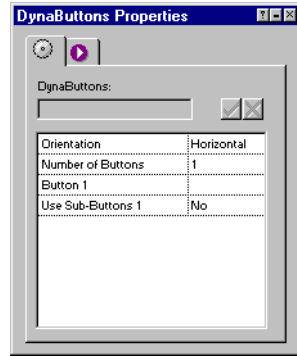 DynaButtons Properties
DynaButtons:
Orientation Horizontal
Number of Buttons 1
Button 1
Use Sub-Buttons 1 No